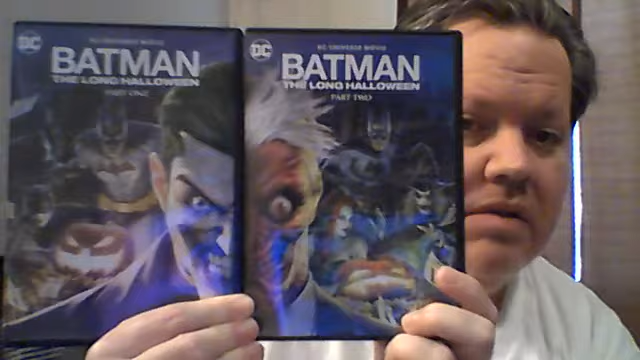 DC
BATMAN
THE LONG HALLOWEEN
PART ONE
DC
DC UNIVERSE MOVIE
BATMAN
THE LONG HALLOWEEN
PART TWO